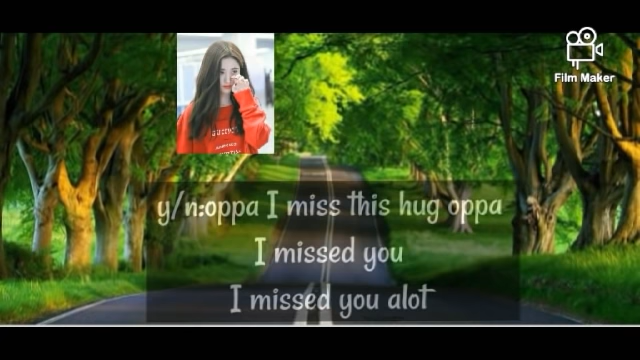 Film Maker
y/n:oppa I miss this hug oppa
I missed you
I missed you alot